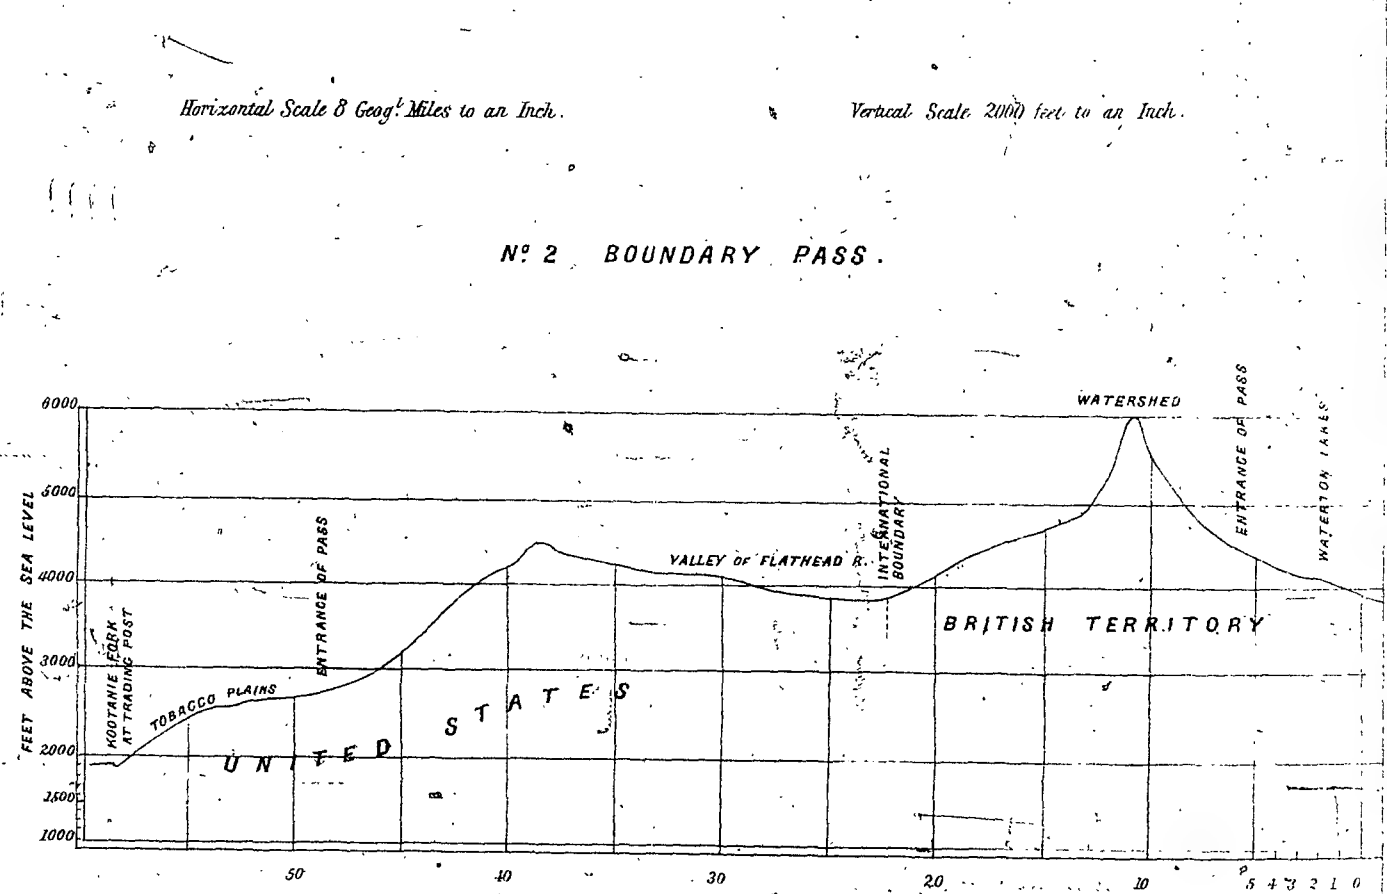 Horizontal Scale 8 Geogl. Miles to an Inch.
Vertical Scale 2000 feet to an Inch.
No. 2 BOUNDARY PASS.
FEET ABOVE THE SEA LEVEL
6000
5000
4000
3000
2000
1500
1000
KOOTANIE FORK
AT TRADING POST
TOBACCO PLAINS
ENTRANCE OF PASS
UNITED STATES
VALLEY OF FLATHEAD R.
INTERNATIONAL
BOUNDARY
BRITISH TERRITORY
WATERSHED
ENTRANCE OF PASS
WATERTON LAKES
50 40 30 20 10 5 4 3 2 1 0